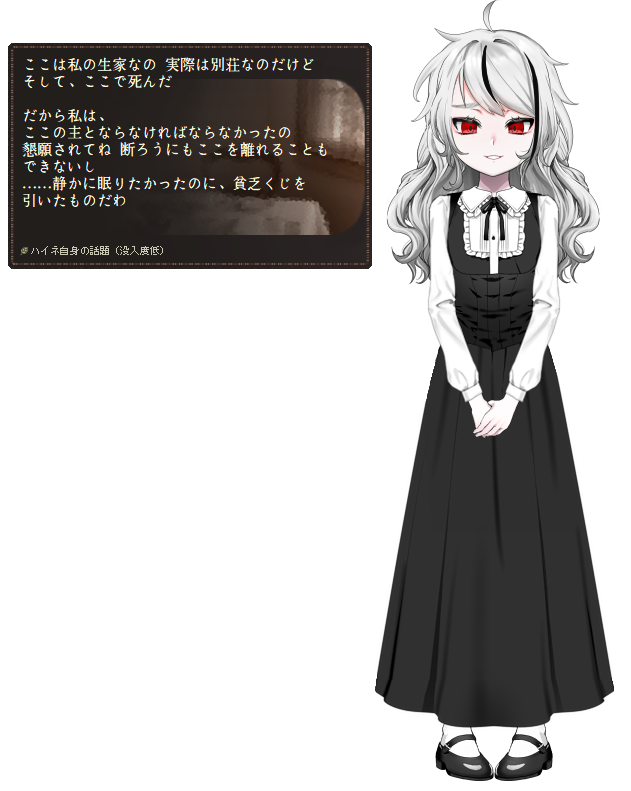 ここは私の生家なの 実際は別荘なのだけど
そして、ここで死んだ
だから私は、
ここの主とならなければならなかったの
懇願されてね 断ろうにもここを離れることも
できないし
……静かに眠りたかったのに、貧乏くじを
引いたものだわ
ハイネ自身の話題（没入度低）